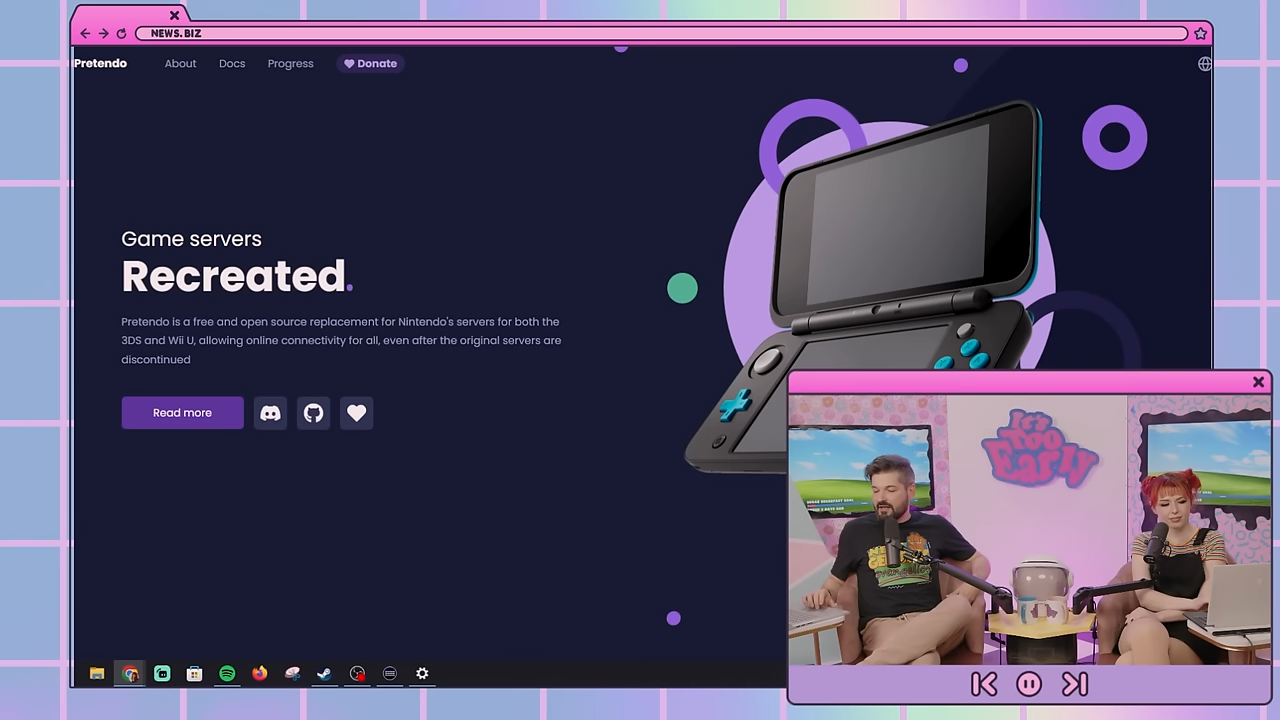 NEWS.BIZ
Pretendo About Docs Progress Donate
Game servers
Recreated.
Pretendo is a free and open source replacement for Nintendo's servers for both the
3DS and Wii U, allowing online connectivity for all, even after the original servers are
discontinued
Read more
It's
Too
Early